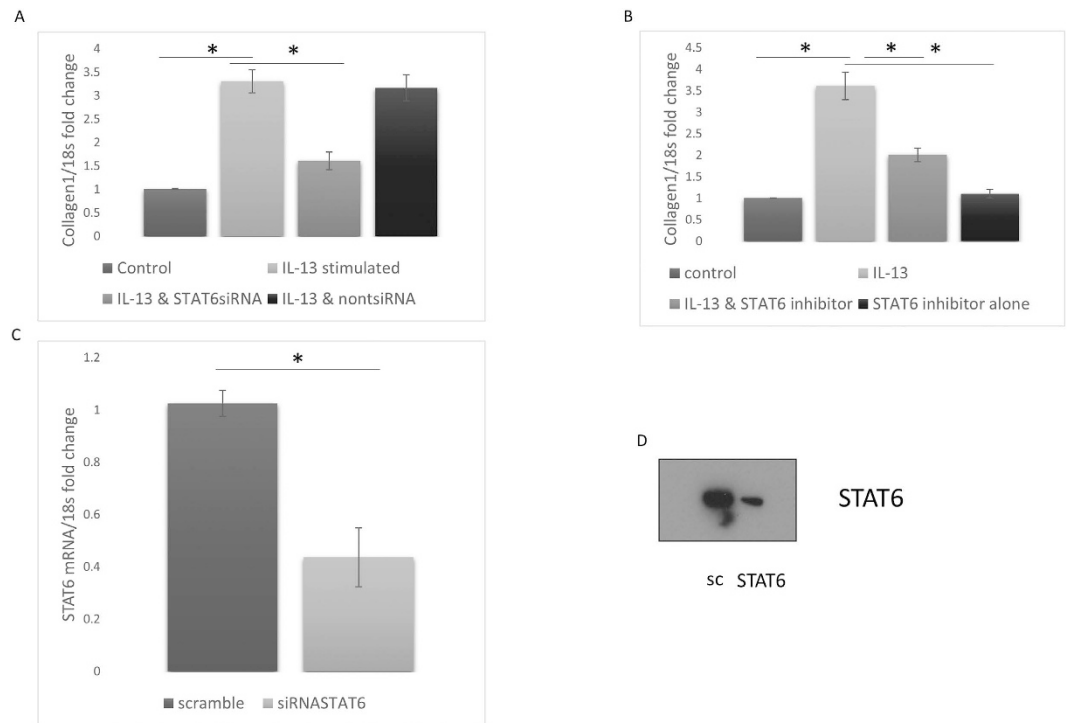 A
Collagen1/18s fold change
4
3.5
3
2.5
2
1.5
1
0.5
0
* *
Control IL-13 stimulated
IL-13 & STAT6siRNA IL-13 & nontsiRNA
B
Collagen1/18s fold change
4.5
4
3.5
3
2.5
2
1.5
1
0.5
0
* * *
control IL-13
IL-13 & STAT6 inhibitor STAT6 inhibitor alone
C
STAT6 mRNA/18s fold change
1.2
1
0.8
0.6
0.4
0.2
0
*
scramble siRNASTAT6
D
STAT6
sc STAT6